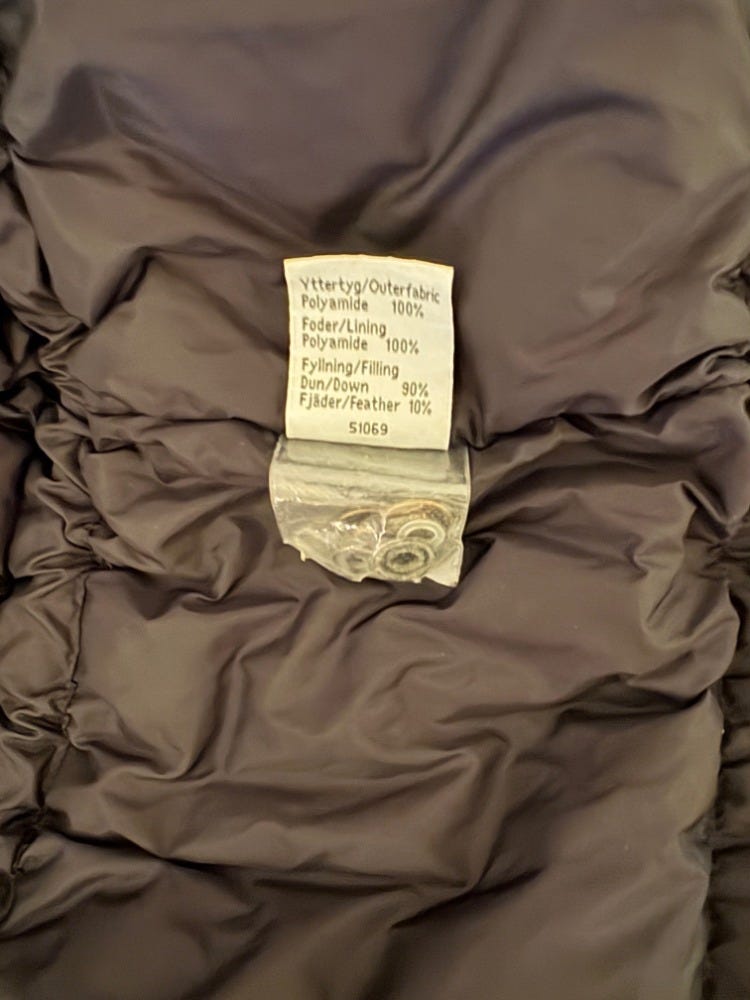 Yttertyg/Outerfabric
Polyamide 100%
Foder/Lining
Polyamide 100%
Fyllning/Filling
Dun/Down 90%
Fjäder/Feather 10%
51069